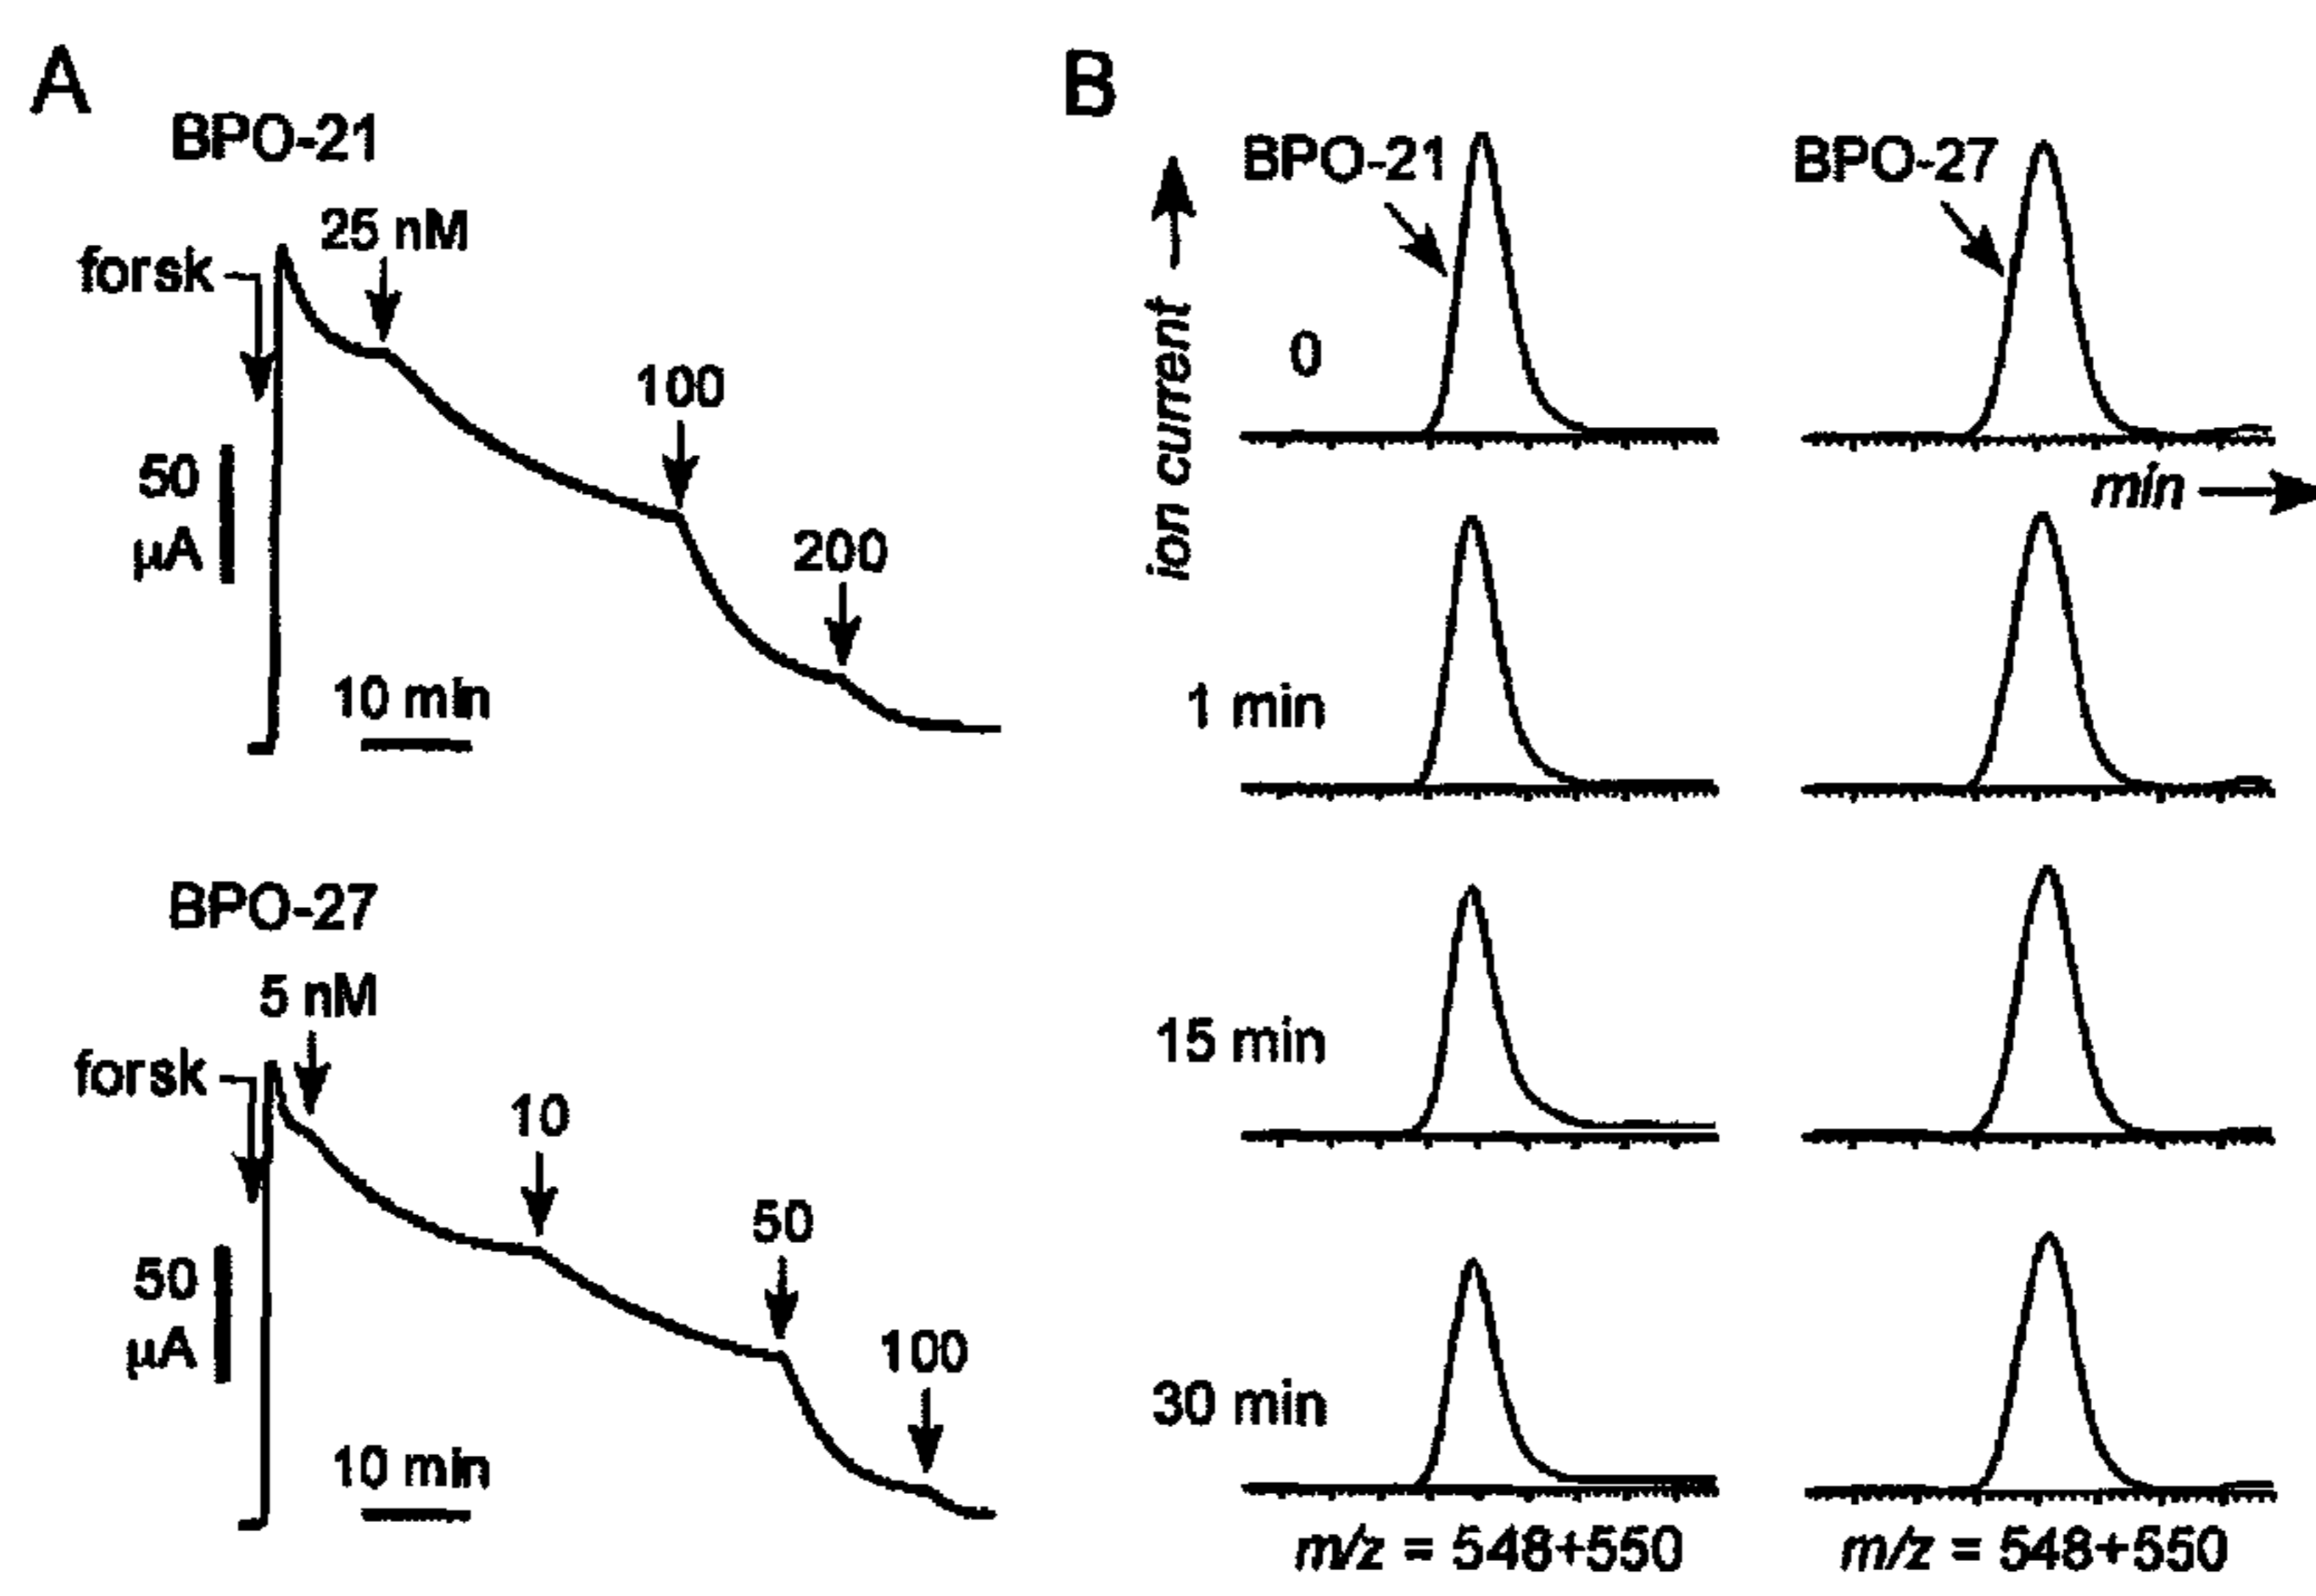 A
BPO-21
forsk
25 nM
100
200
50
µA
10 min
BPO-27
5 nM
forsk
10
50
100
50
µA
10 min
B
ion current
BPO-21
BPO-27
0
min
1 min
15 min
30 min
m/z = 548+550
m/z = 548+550